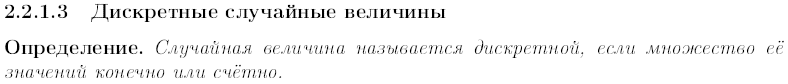 2.2.1.3 Дискретные случайные величины
Определение. Случайная величина называется дискретной, если множество её
значений конечно или счётно.